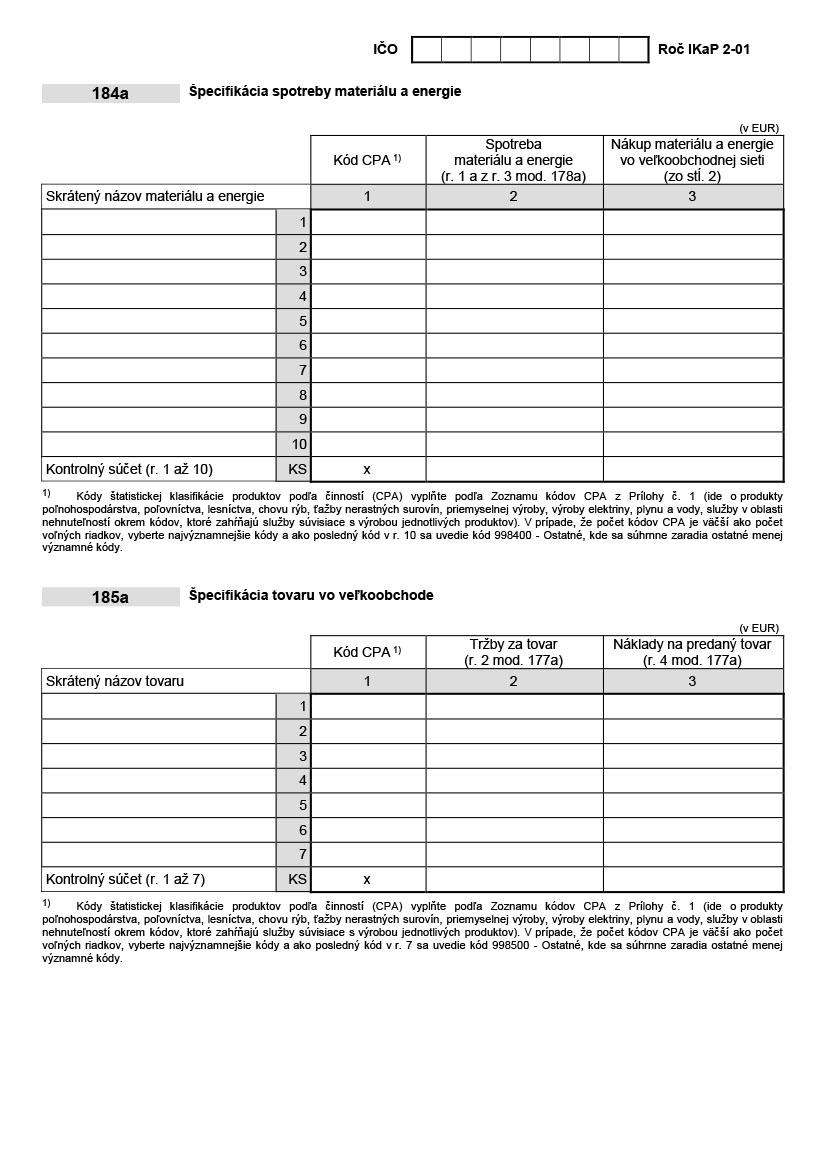 IČO Roč IKaP 2-01
184a Špecifikácia spotreby materiálu a energie
(v EUR)
Kód CPA 1) Spotreba materiálu a energie (r. 1 a z r. 3 mod. 178a) Nákup materiálu a energie vo veľkoobchodnej sieti (zo stĺ. 2)
Skrátený názov materiálu a energie 1 2 3
1
2
3
4
5
6
7
8
9
10
Kontrolný súčet (r. 1 až 10) KS x
1) Kódy štatistickej klasifikácie produktov podľa činností (CPA) vyplňte podľa Zoznamu kódov CPA z Prílohy č. 1 (ide o produkty
poľnohospodárstva, poľovníctva, lesníctva, chovu rýb, ťažby nerastných surovín, priemyselnej výroby, výroby elektriny, plynu a vody, služby v oblasti
nehnuteľností okrem kódov, ktoré zahŕňajú služby súvisiace s výrobou jednotlivých produktov). V prípade, že počet kódov CPA je väčší ako počet
voľných riadkov, vyberte najvýznamnejšie kódy a ako posledný kód v r. 10 sa uvedie kód 998400 - Ostatné, kde sa súhrnne zaradia ostatné menej
významné kódy.
185a Špecifikácia tovaru vo veľkoobchode
(v EUR)
Kód CPA 1) Tržby za tovar (r. 2 mod. 177a) Náklady na predaný tovar (r. 4 mod. 177a)
Skrátený názov tovaru 1 2 3
1
2
3
4
5
6
7
Kontrolný súčet (r. 1 až 7) KS x
1) Kódy štatistickej klasifikácie produktov podľa činností (CPA) vyplňte podľa Zoznamu kódov CPA z Prílohy č. 1 (ide o produkty
poľnohospodárstva, poľovníctva, lesníctva, chovu rýb, ťažby nerastných surovín, priemyselnej výroby, výroby elektriny, plynu a vody, služby v oblasti
nehnuteľností okrem kódov, ktoré zahŕňajú služby súvisiace s výrobou jednotlivých produktov). V prípade, že počet kódov CPA je väčší ako počet
voľných riadkov, vyberte najvýznamnejšie kódy a ako posledný kód v r. 7 sa uvedie kód 998500 - Ostatné, kde sa súhrnne zaradia ostatné menej
významné kódy.